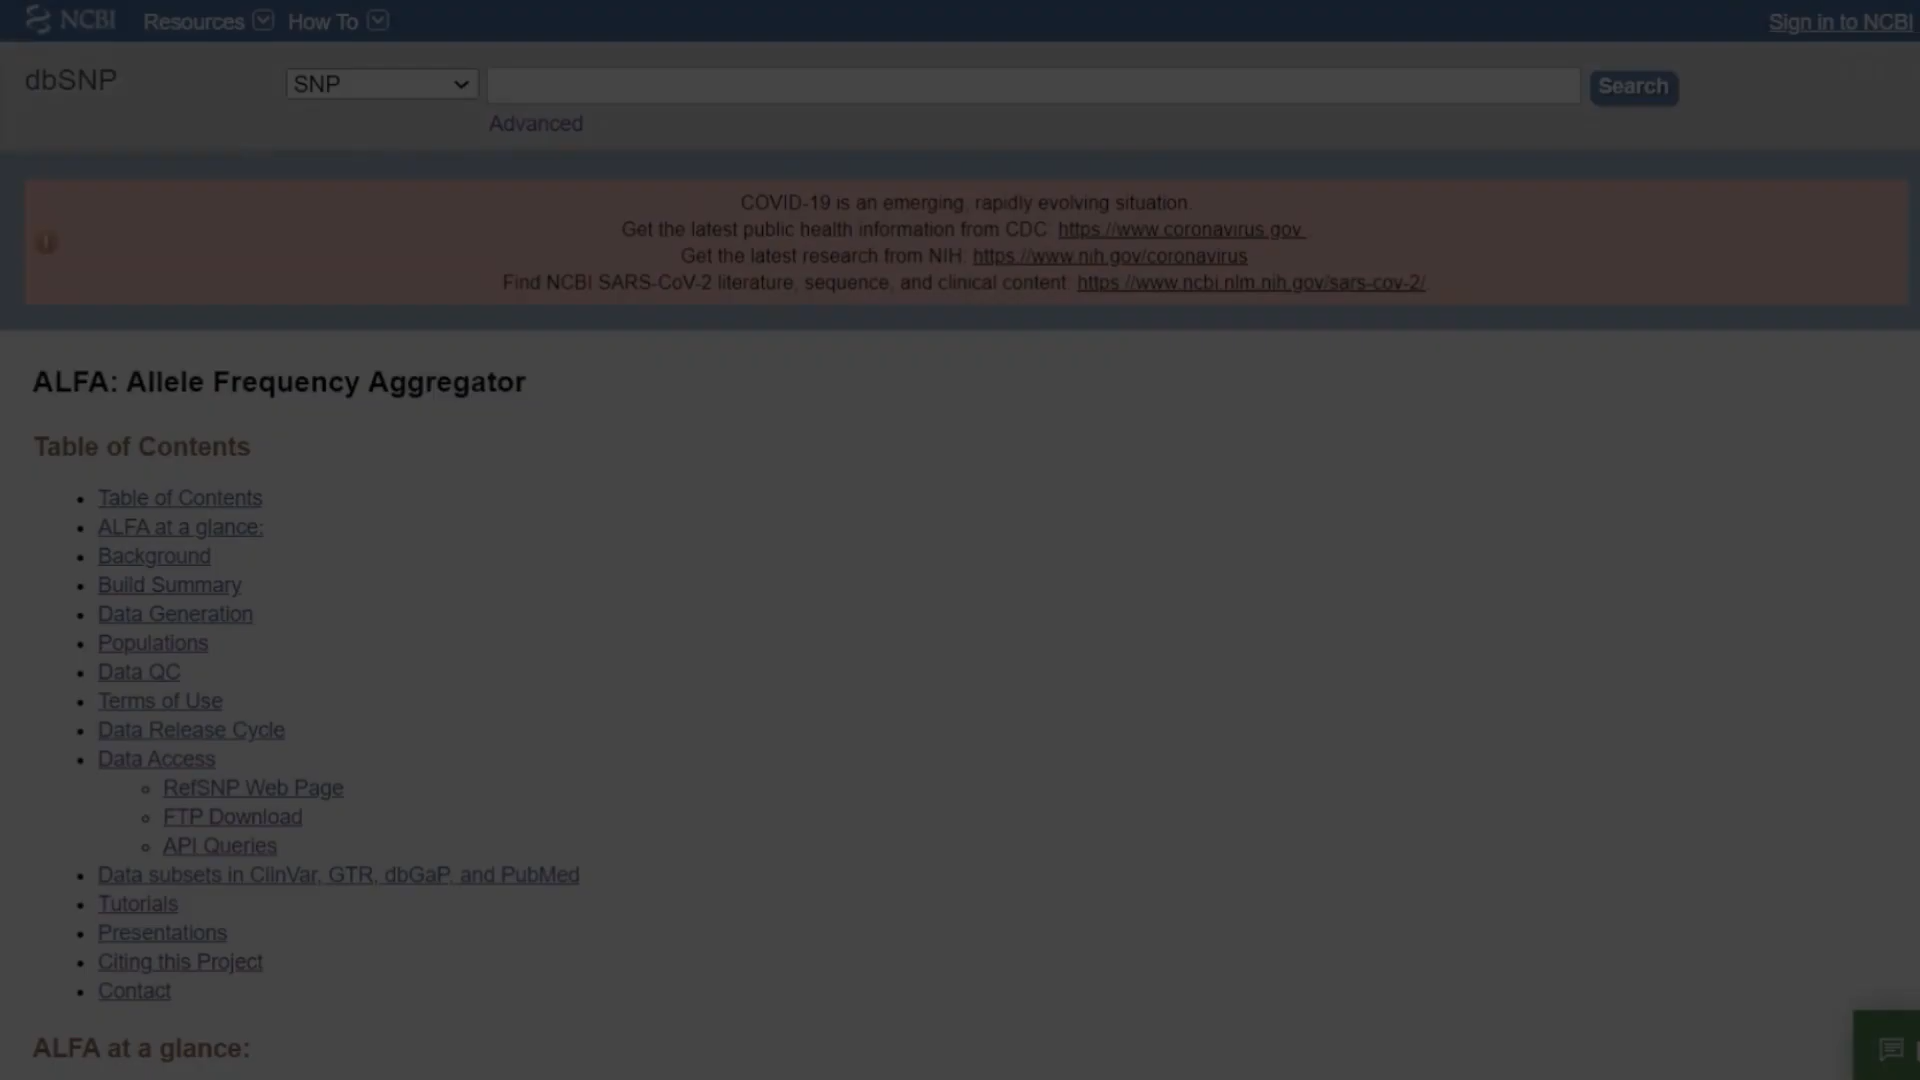 NCBI Resources How To Sign in to NCBI
dbSNP SNP Search
Advanced
COVID-19 is an emerging, rapidly evolving situation.
Get the latest public health information from CDC: https://www.coronavirus.gov
Get the latest research from NIH: https://www.nih.gov/coronavirus
Find NCBI SARS-CoV-2 literature, sequence, and clinical content: https://www.ncbi.nlm.nih.gov/sars-cov-2/
ALFA: Allele Frequency Aggregator
Table of Contents
Table of Contents
ALFA at a glance:
Background
Build Summary
Data Generation
Populations
Data QC
Terms of Use
Data Release Cycle
Data Access
RefSNP Web Page
FTP Download
API Queries
Data subsets in ClinVar, GTR, dbGaP, and PubMed
Tutorials
Presentations
Citing this Project
Contact
ALFA at a glance: